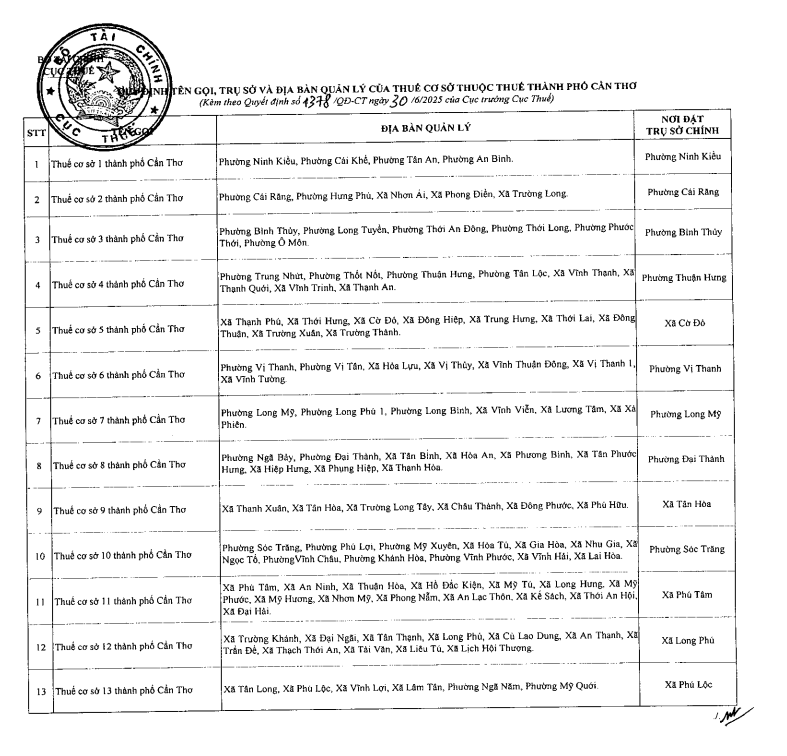 BỘ TÀI CHÍNH
CỤC THUẾ
BỘ TÀI CHÍNH
CỤC THUẾ
QUY ĐỊNH TÊN GỌI, TRỤ SỞ VÀ ĐỊA BÀN QUẢN LÝ CỦA THUẾ CƠ SỞ THUỘC THUẾ THÀNH PHỐ CẦN THƠ
(Kèm theo Quyết định số 1378 /QĐ-CT ngày 30 /6/2025 của Cục trưởng Cục Thuế)
STT
TÊN GỌI
ĐỊA BÀN QUẢN LÝ
NƠI ĐẶT
TRỤ SỞ CHÍNH
1
Thuế cơ sở 1 thành phố Cần Thơ
Phường Ninh Kiều, Phường Cái Khế, Phường Tân An, Phường An Bình.
Phường Ninh Kiều
2
Thuế cơ sở 2 thành phố Cần Thơ
Phường Cái Răng, Phường Hưng Phú, Xã Nhơn Ái, Xã Phong Điền, Xã Trường Long.
Phường Cái Răng
3
Thuế cơ sở 3 thành phố Cần Thơ
Phường Bình Thủy, Phường Long Tuyền, Phường Thới An Đông, Phường Thới Long, Phường Phước
Thới, Phường Ô Môn.
Phường Bình Thủy
4
Thuế cơ sở 4 thành phố Cần Thơ
Phường Trung Nhứt, Phường Thốt Nốt, Phường Thuận Hưng, Phường Tân Lộc, Xã Vĩnh Thạnh, Xã
Thạnh Quới, Xã Vĩnh Trinh, Xã Thạnh An.
Phường Thuận Hưng
5
Thuế cơ sở 5 thành phố Cần Thơ
Xã Thạnh Phú, Xã Thới Hưng, Xã Cờ Đỏ, Xã Đông Hiệp, Xã Trung Hưng, Xã Thới Lai, Xã Đông
Thuận, Xã Trường Xuân, Xã Trường Thành.
Xã Cờ Đỏ
6
Thuế cơ sở 6 thành phố Cần Thơ
Phường Vị Thanh, Phường Vị Tân, Xã Hỏa Lựu, Xã Vị Thủy, Xã Vĩnh Thuận Đông, Xã Vị Thanh 1,
Xã Vĩnh Tường.
Phường Vị Thanh
7
Thuế cơ sở 7 thành phố Cần Thơ
Phường Long Mỹ, Phường Long Phú 1, Phường Long Bình, Xã Vĩnh Viễn, Xã Lương Tâm, Xã Xà
Phiên.
Phường Long Mỹ
8
Thuế cơ sở 8 thành phố Cần Thơ
Phường Ngã Bảy, Phường Đại Thành, Xã Tân Bình, Xã Hòa An, Xã Phương Bình, Xã Tân Phước
Hưng, Xã Hiệp Hưng, Xã Phụng Hiệp, Xã Thạnh Hòa.
Phường Đại Thành
9
Thuế cơ sở 9 thành phố Cần Thơ
Xã Thạnh Xuân, Xã Tân Hòa, Xã Trường Long Tây, Xã Châu Thành, Xã Đông Phước, Xã Phú Hữu.
Xã Tân Hòa
10
Thuế cơ sở 10 thành phố Cần Thơ
Phường Sóc Trăng, Phường Phú Lợi, Phường Mỹ Xuyên, Xã Hòa Tú, Xã Gia Hòa, Xã Nhu Gia, Xã
Ngọc Tố, PhườngVĩnh Châu, Phường Khánh Hòa, Phường Vĩnh Phước, Xã Vĩnh Hải, Xã Lai Hòa.
Phường Sóc Trăng
11
Thuế cơ sở 11 thành phố Cần Thơ
Xã Phú Tâm, Xã An Ninh, Xã Thuận Hòa, Xã Hồ Đắc Kiện, Xã Mỹ Tú, Xã Long Hưng, Xã Mỹ
Phước, Xã Mỹ Hương, Xã Nhơn Mỹ, Xã Phong Nẫm, Xã An Lạc Thôn, Xã Kế Sách, Xã Thới An Hội,
Xã Đại Hải.
Xã Phú Tâm
12
Thuế cơ sở 12 thành phố Cần Thơ
Xã Trường Khánh, Xã Đại Ngãi, Xã Tân Thạnh, Xã Long Phú, Xã Cù Lao Dung, Xã An Thạnh, Xã
Trần Đề, Xã Thạch Thới An, Xã Tài Văn, Xã Liêu Tú, Xã Lịch Hội Thượng.
Xã Long Phú
13
Thuế cơ sở 13 thành phố Cần Thơ
Xã Tân Long, Xã Phú Lộc, Xã Vĩnh Lợi, Xã Lâm Tân, Phường Ngã Năm, Phường Mỹ Quới.
Xã Phú Lộc